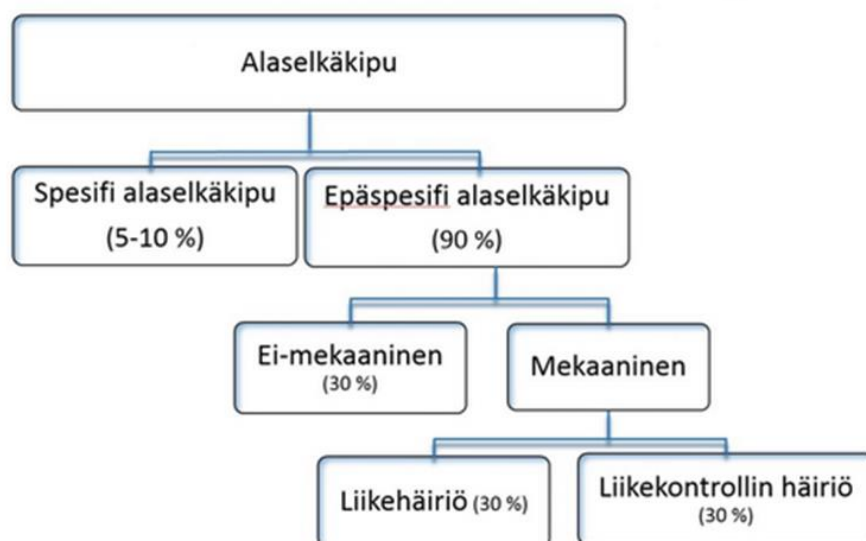 Alaselkäkipu
Spesifi alaselkäkipu
(5-10 %)
Epäspesifi alaselkäkipu
(90 %)
Ei-mekaaninen
(30 %)
Mekaaninen
Liikehäiriö (30 %)
Liikekontrollin häiriö
(30 %)